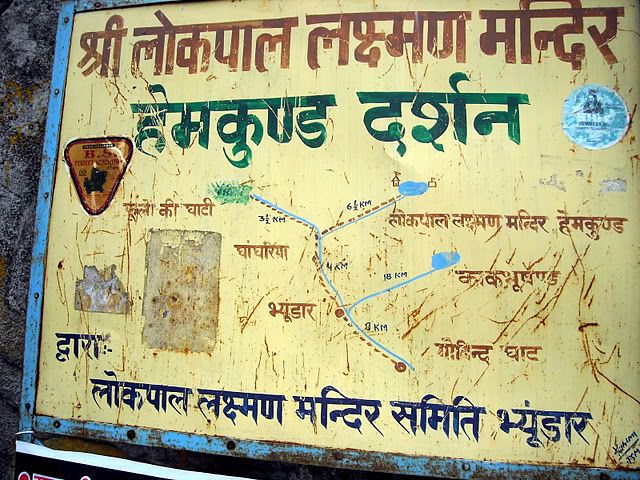 श्री लोकपाल लक्ष्मण मन्दिर
हेमकुण्ड दर्शन
B.S.
फूलों की घाटी
3½ KM
6½ KM
लोकपाल लक्ष्मण मन्दिर हेमकुण्ड
घाघरिया
4 KM
18 KM
काकभूषण्ड
भ्यूंडार
9 KM
गोविन्द घाट
द्वारा:-
लोकपाल लक्ष्मण मन्दिर समिति भ्यूंडार